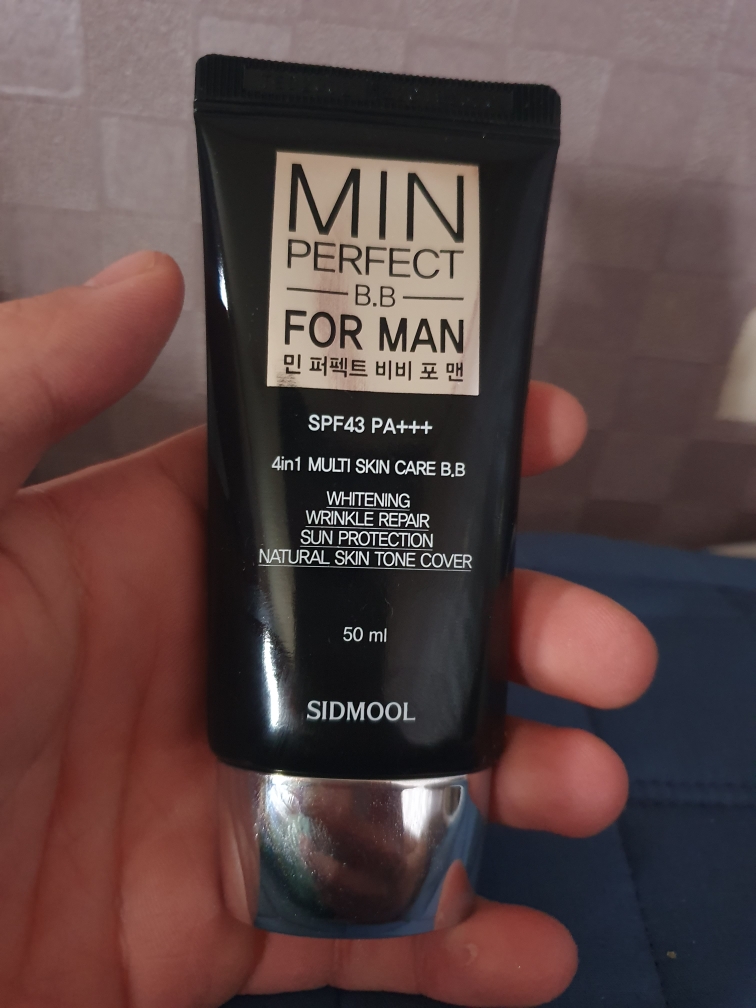 MIN
PERFECT
B.B
FOR MAN
민 퍼펙트 비비 포 맨
SPF43 PA+++
4in1 MULTI SKIN CARE B.B
WHITENING
WRINKLE REPAIR
SUN PROTECTION
NATURAL SKIN TONE COVER
50 ml
SIDMOOL